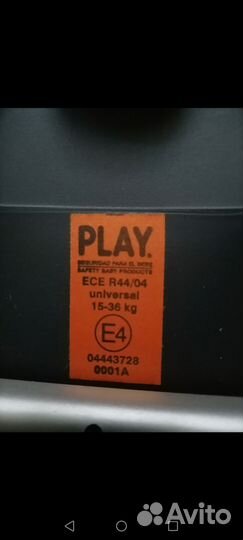 PLAY.
SEGURIDAD PARA EL BEBE
SAFETY BABY PRODUCTS
ECE R44/04
universal
15-36 kg
E4
04443728
0001A
Avito